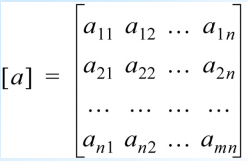 a₁₁ a₁₂ … a₁ₙ
[a] = a₂₁ a₂₂ … a₂ₙ
… … … …
aₙ₁ aₙ₂ … aₘₙ